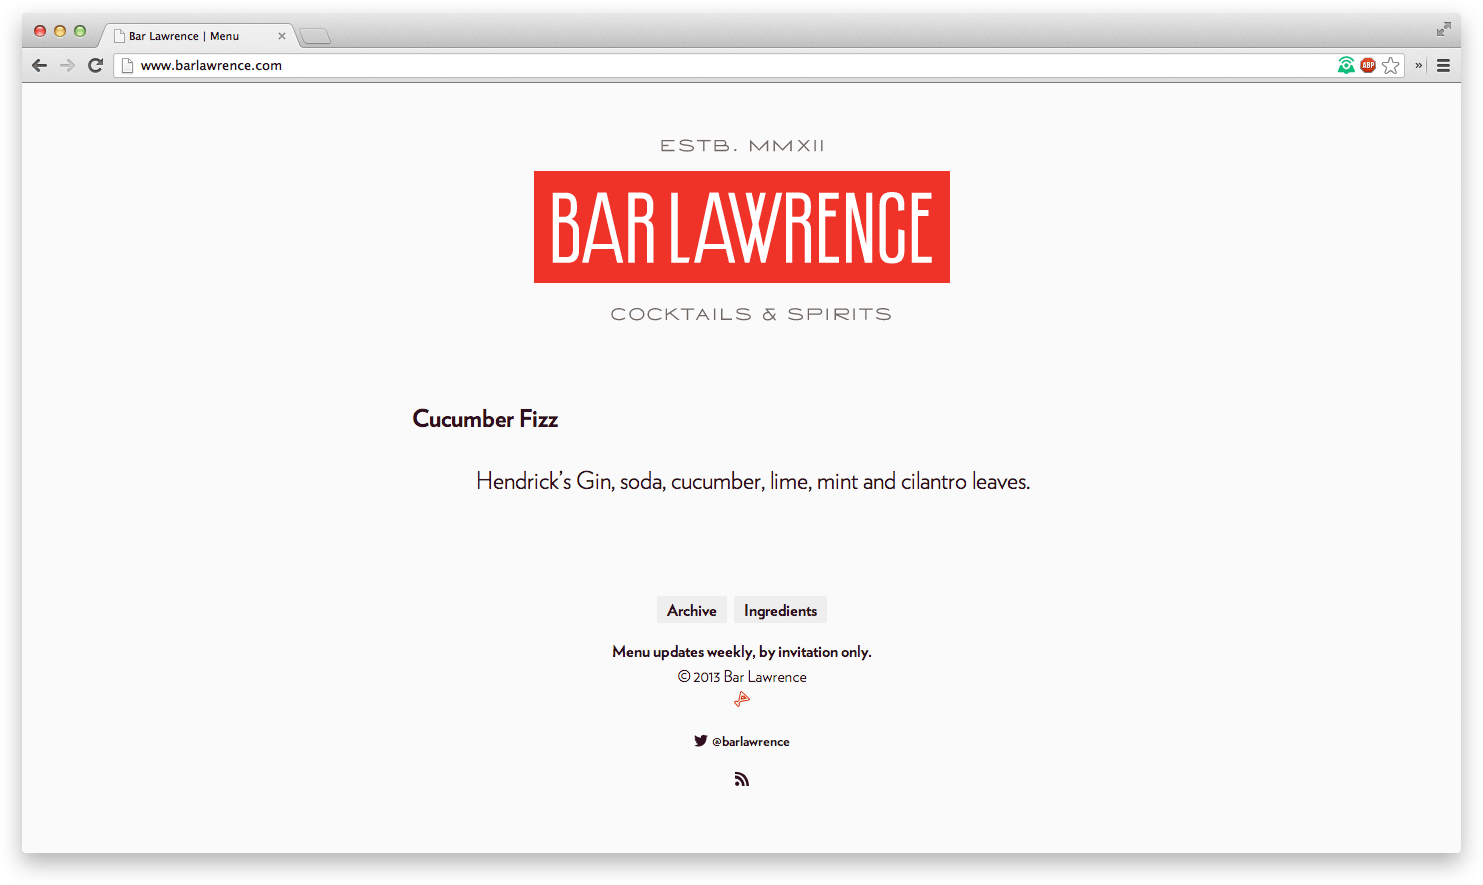 Bar Lawrence | Menu
www.barlawrence.com
ABP
»
ESTB. MMXII
BAR LAWRENCE
COCKTAILS & SPIRITS
Cucumber Fizz
Hendrick’s Gin, soda, cucumber, lime, mint and cilantro leaves.
Archive Ingredients
Menu updates weekly, by invitation only.
© 2013 Bar Lawrence
@barlawrence